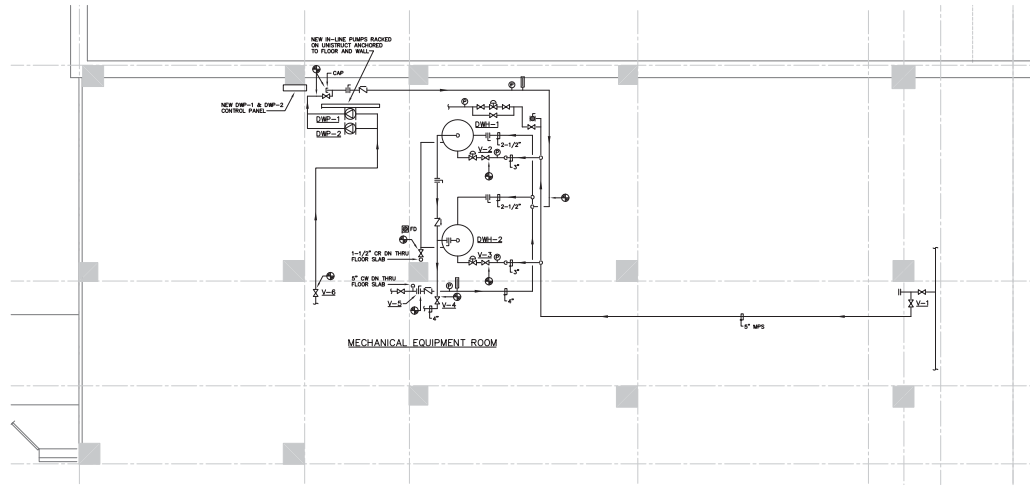 NEW IN-LINE PUMPS RACKED
ON UNISTRUCT ANCHORED
TO FLOOR AND WALL
CAP
NEW DWP-1 & DWP-2
CONTROL PANEL
DWP-1
DWP-2
P
P
DWH-1
2-1/2"
V-2
P
3"
2-1/2"
FD
DWH-2
1-1/2" CR DN THRU
FLOOR SLAB
V-3
P
3"
5" CW DN THRU
FLOOR SLAB
V-6
P
V-5
V-4
4"
4"
V-1
5" MPS
MECHANICAL EQUIPMENT ROOM